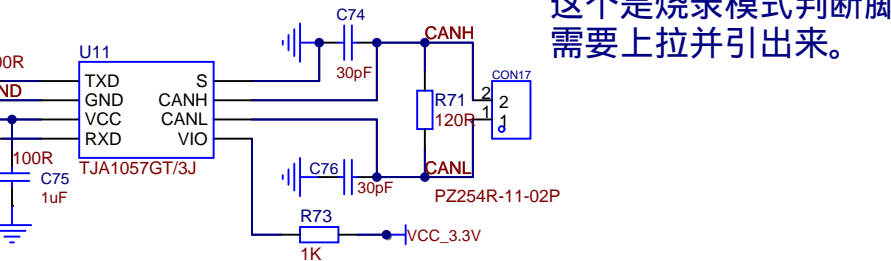 这个是烧录模式判断脚
需要上拉并引出来。
C74
CANH
30pF
U11
00R
TXD
S
ND
GND
CANH
VCC
CANL
RXD
VIO
TJA1057GT/3J
100R
C75
1uF
R71
120R
CON17
2
2
1
1
C76
30pF
CANL
PZ254R-11-02P
R73
1K
VCC_3.3V